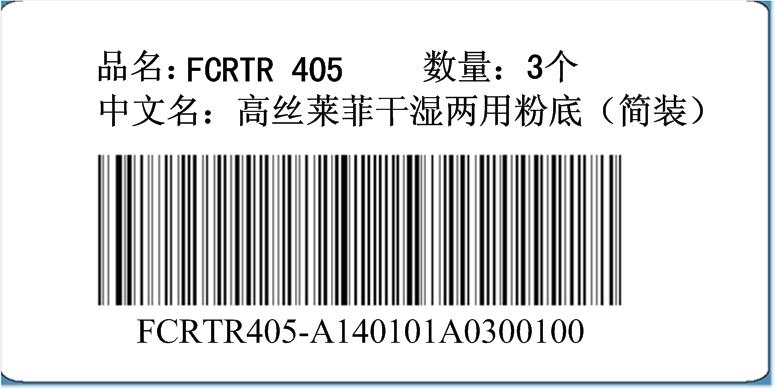 品名：FCRTR 405 数量：3个
中文名：高丝莱菲干湿两用粉底（简装）
FCRTR405-A140101A0300100